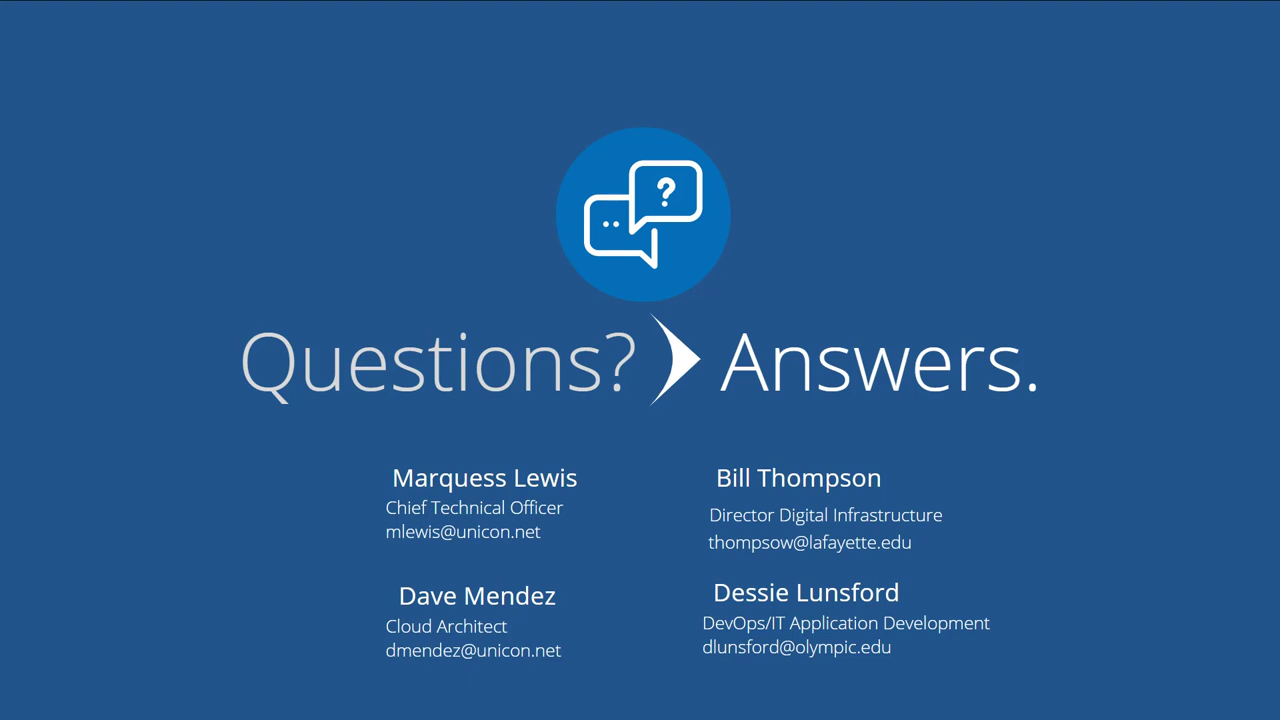 ?
Questions? Answers.
Marquess Lewis
Chief Technical Officer
mlewis@unicon.net
Bill Thompson
Director Digital Infrastructure
thompsow@lafayette.edu
Dave Mendez
Cloud Architect
dmendez@unicon.net
Dessie Lunsford
DevOps/IT Application Development
dlunsford@olympic.edu